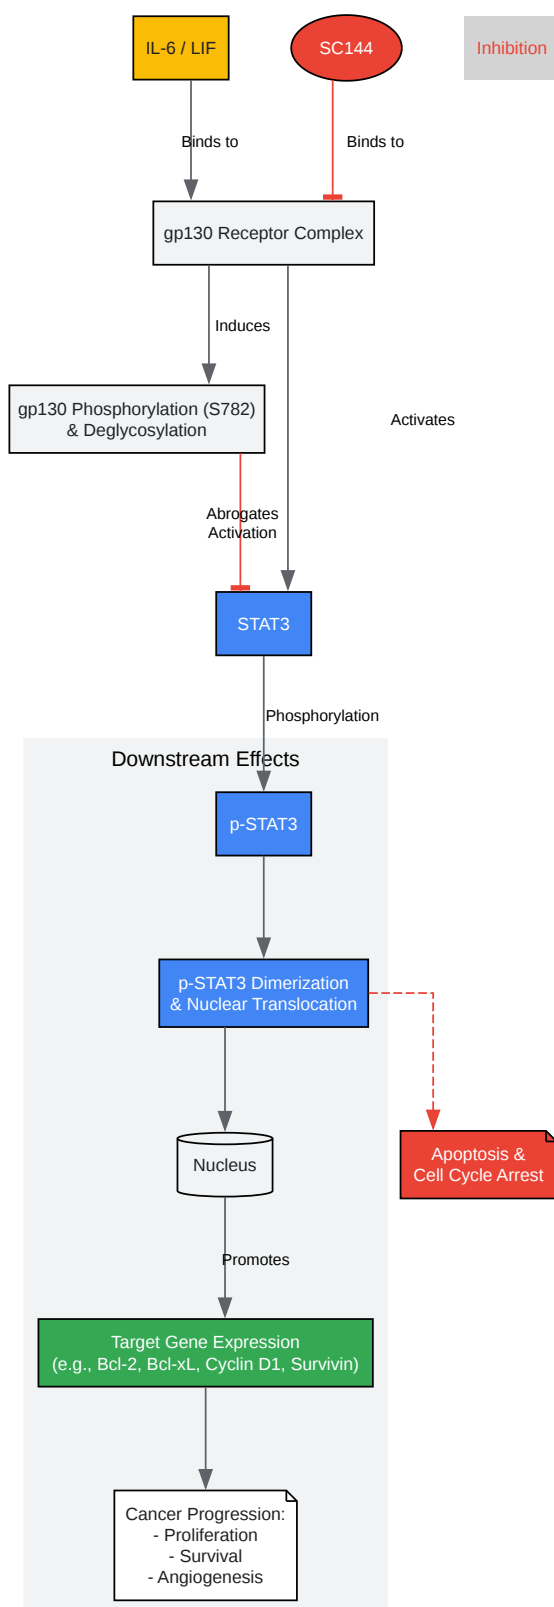 IL-6 / LIF
SC144
Inhibition
Binds to
Binds to
gp130 Receptor Complex
Induces
gp130 Phosphorylation (S782)
& Deglycosylation
Activates
Abrogates
Activation
STAT3
Phosphorylation
Downstream Effects
p-STAT3
p-STAT3 Dimerization
& Nuclear Translocation
Apoptosis &
Cell Cycle Arrest
Nucleus
Promotes
Target Gene Expression
(e.g., Bcl-2, Bcl-xL, Cyclin D1, Survivin)
Cancer Progression:
- Proliferation
- Survival
- Angiogenesis